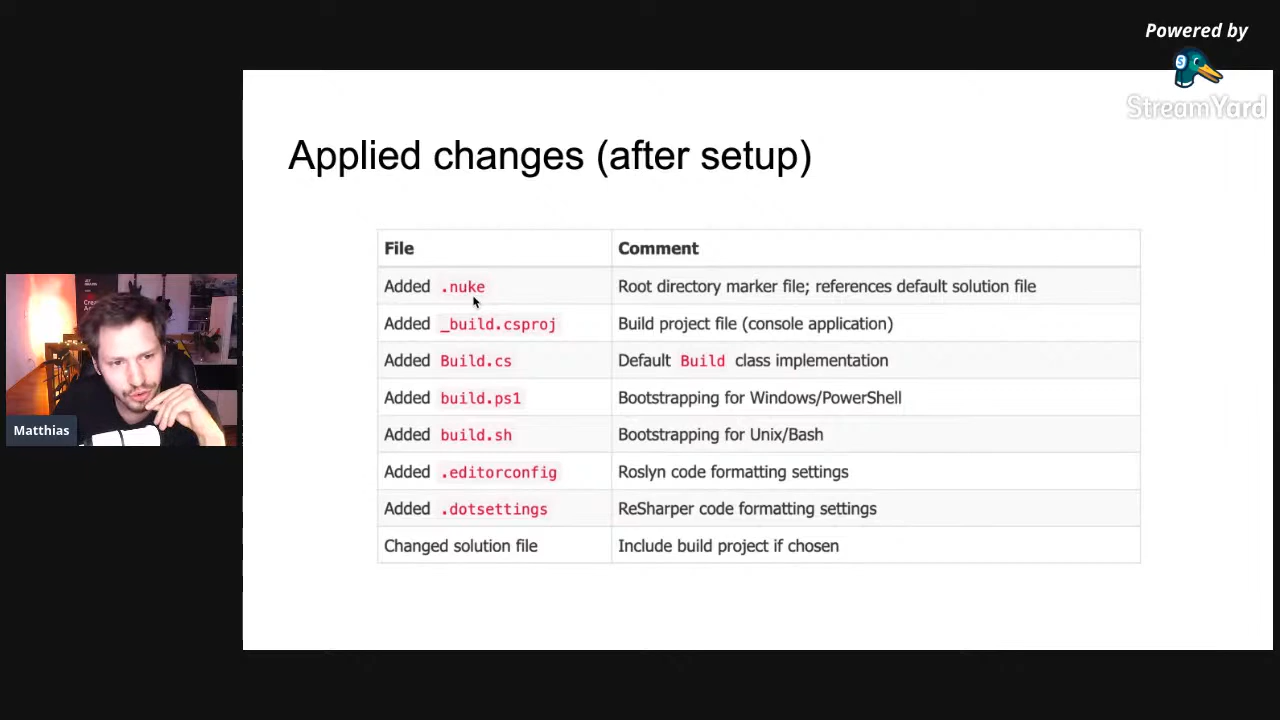 Powered by
StreamYard
Applied changes (after setup)
File Comment
Added .nuke Root directory marker file; references default solution file
Added _build.csproj Build project file (console application)
Added Build.cs Default Build class implementation
Added build.ps1 Bootstrapping for Windows/PowerShell
Added build.sh Bootstrapping for Unix/Bash
Added .editorconfig Roslyn code formatting settings
Added .dotsettings ReSharper code formatting settings
Changed solution file Include build project if chosen
Matthias